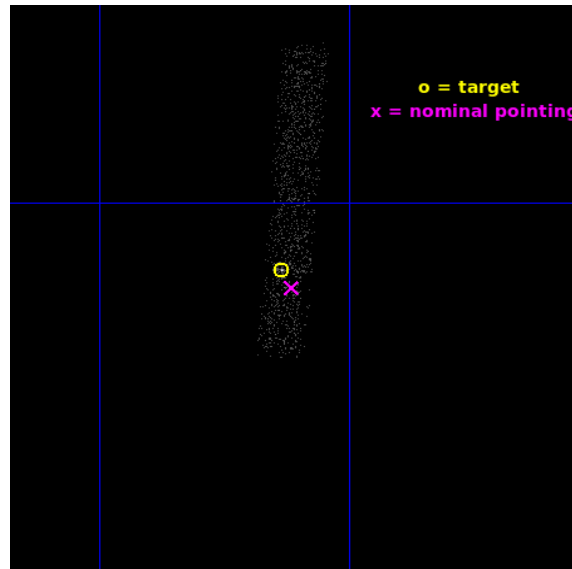 o = target
x = nominal pointing